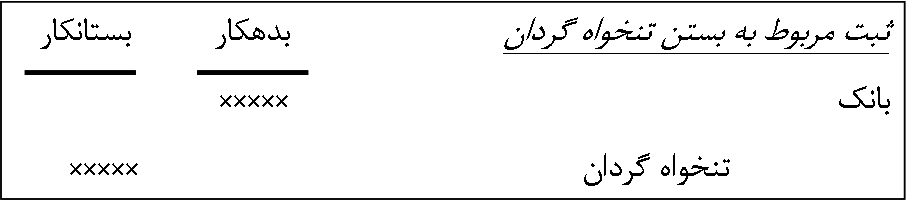 ثبت مربوط به بستن تنخواه گردان بدهکار بستانکار
بانک ×××××
تنخواه گردان ×××××